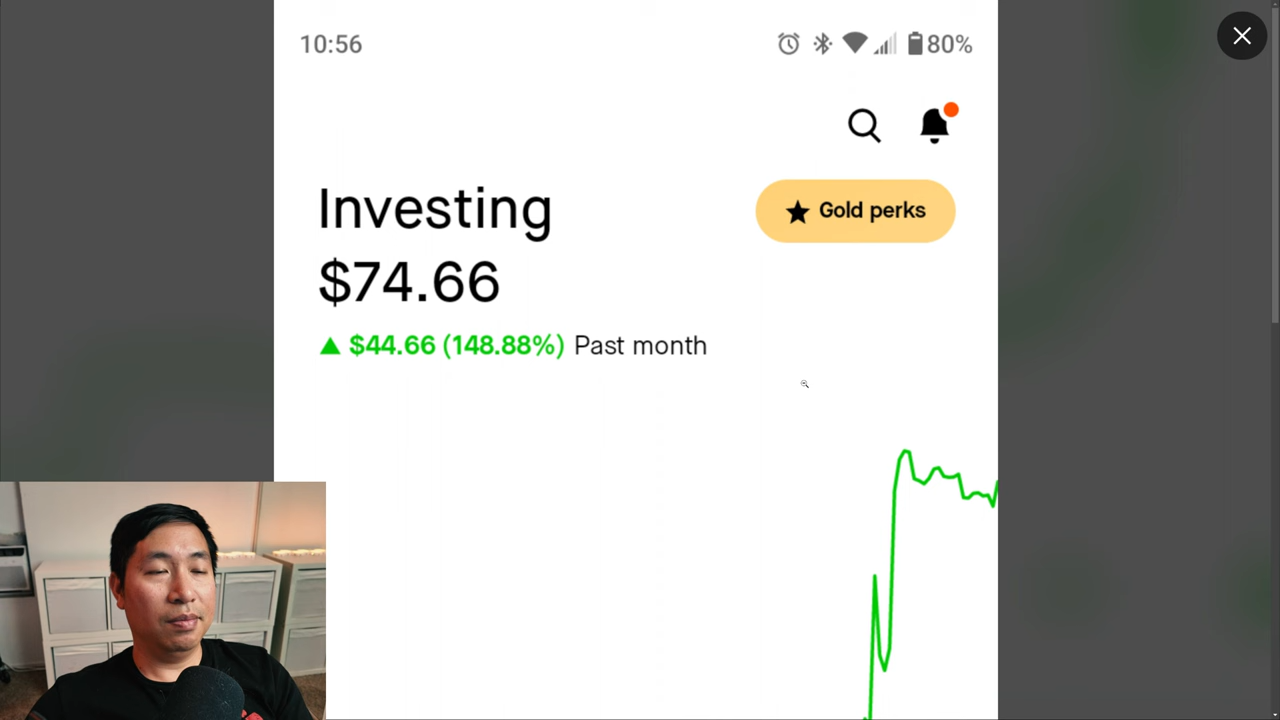 10:56
80%
Investing
Gold perks
$74.66
$44.66 (148.88%) Past month